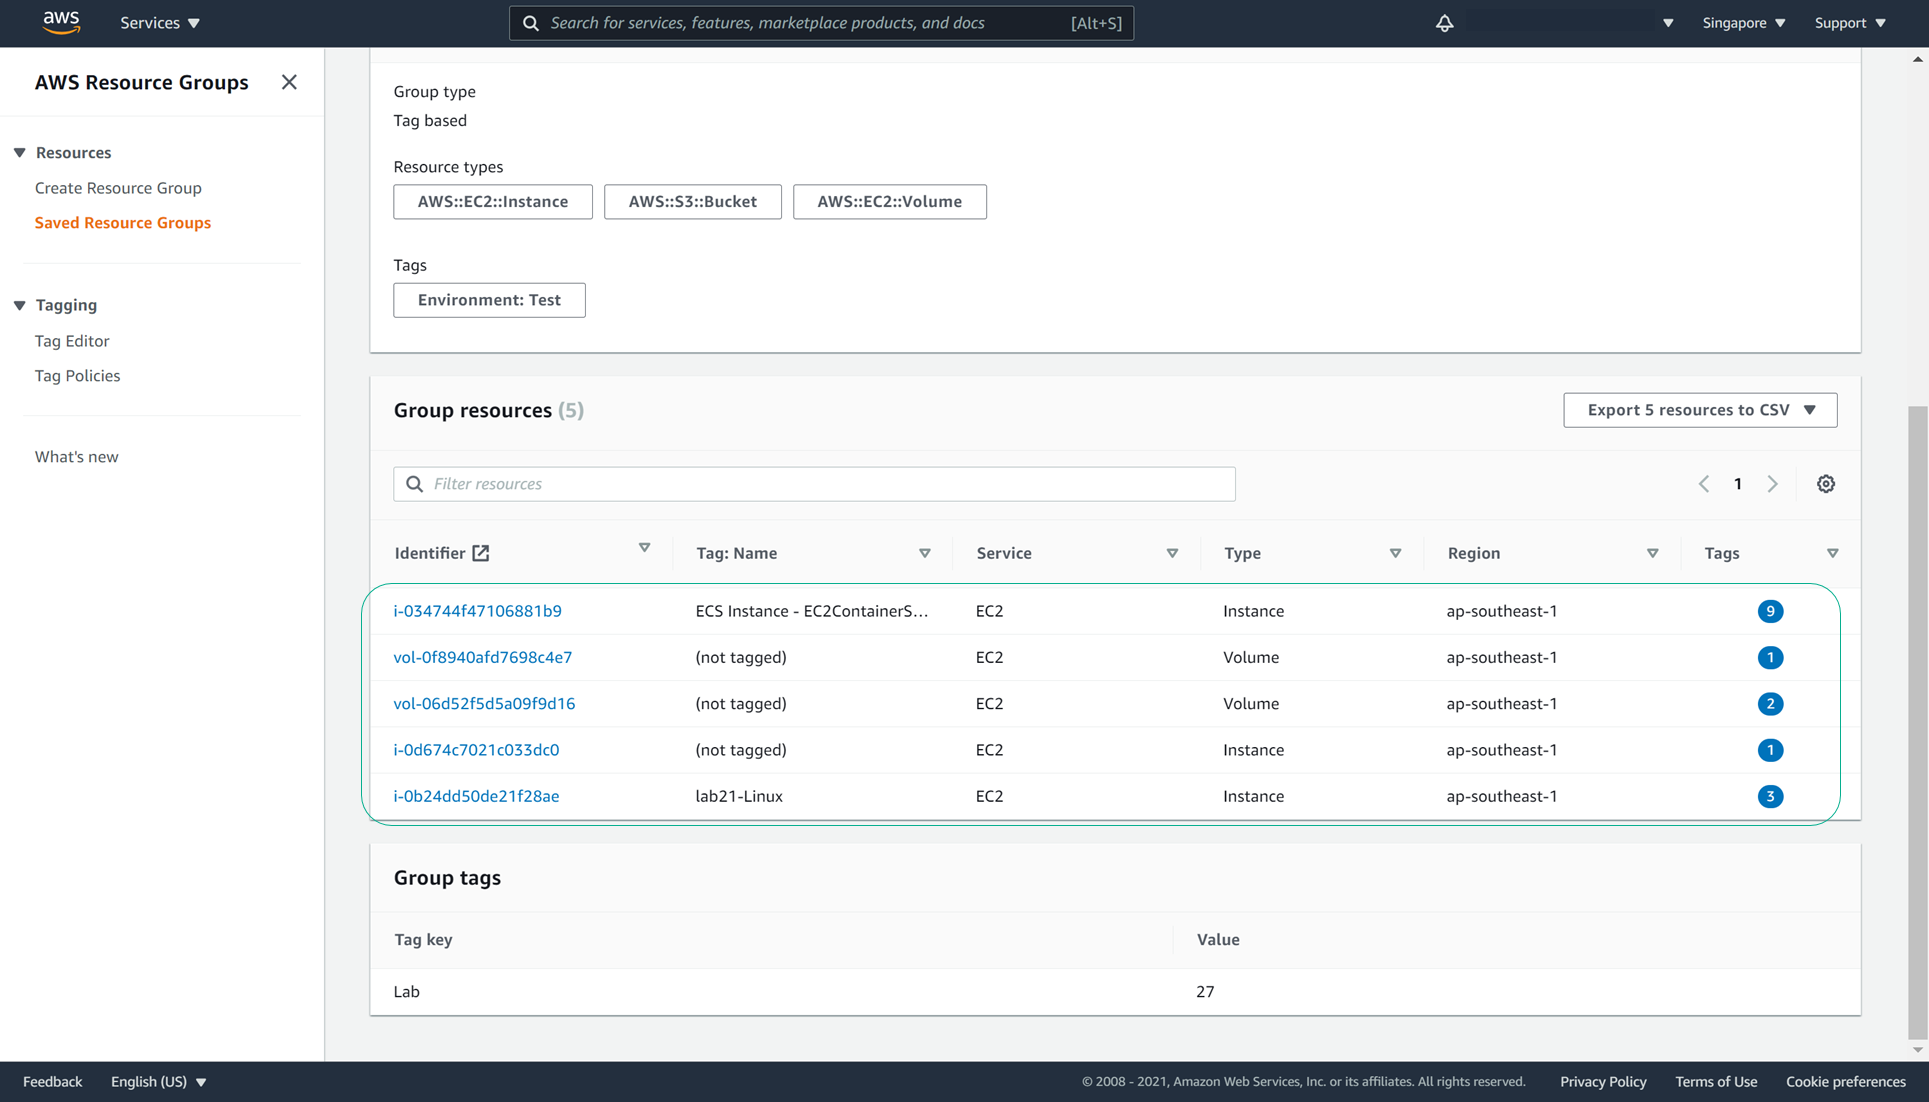 aws
Services
Search for services, features, marketplace products, and docs [Alt+S]
Singapore
Support
AWS Resource Groups
Resources
Create Resource Group
Saved Resource Groups
Tagging
Tag Editor
Tag Policies
What's new
Group type
Tag based
Resource types
AWS::EC2::Instance AWS::S3::Bucket AWS::EC2::Volume
Tags
Environment: Test
Group resources (5)
Export 5 resources to CSV
Filter resources
1
Identifier Tag: Name Service Type Region Tags
i-034744f47106881b9 ECS Instance - EC2ContainerS... EC2 Instance ap-southeast-1 9
vol-0f8940afd7698c4e7 (not tagged) EC2 Volume ap-southeast-1 1
vol-06d52f5d5a09f9d16 (not tagged) EC2 Volume ap-southeast-1 2
i-0d674c7021c033dc0 (not tagged) EC2 Instance ap-southeast-1 1
i-0b24dd50de21f28ae lab21-Linux EC2 Instance ap-southeast-1 3
Group tags
Tag key Value
Lab 27
Feedback English (US) © 2008 - 2021, Amazon Web Services, Inc. or its affiliates. All rights reserved. Privacy Policy Terms of Use Cookie preferences